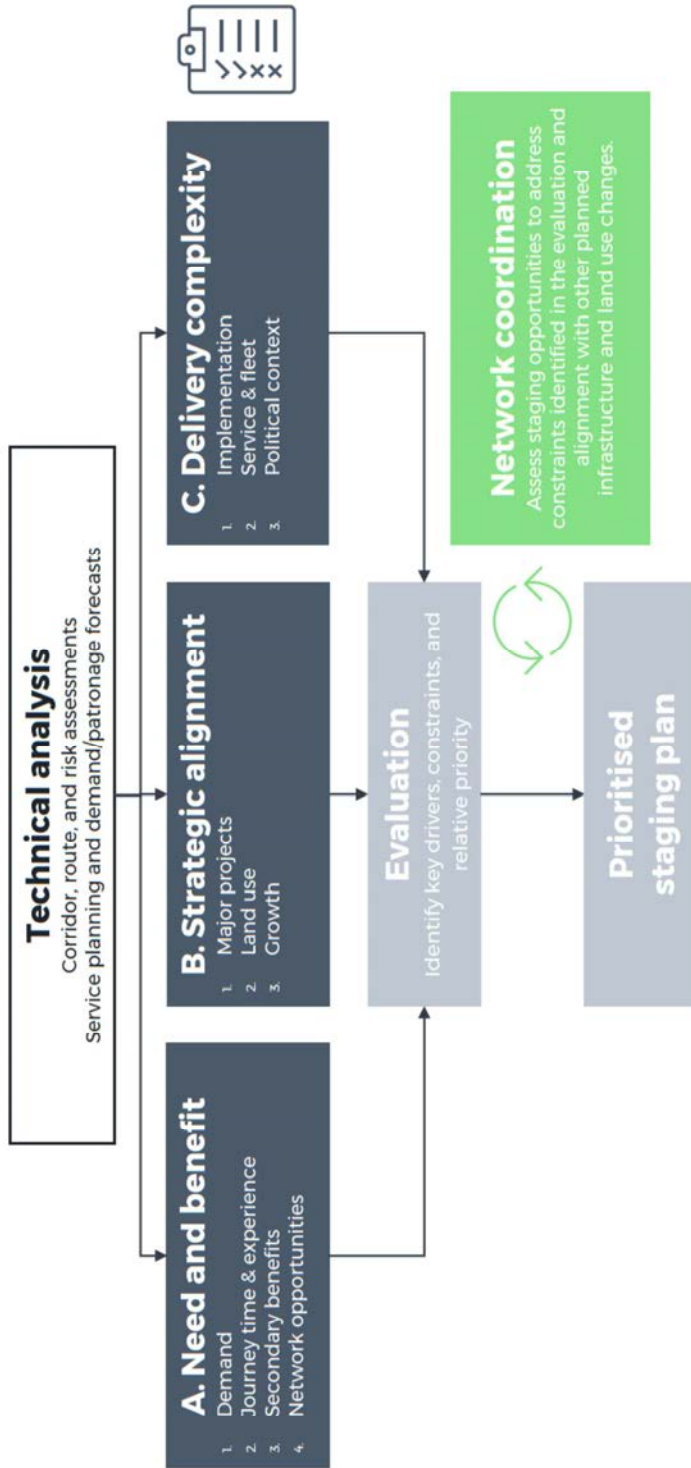 Technical analysis
Corridor, route, and risk assessments
Service planning and demand/patronage forecasts
A. Need and benefit
1. Demand
2. Journey time & experience
3. Secondary benefits
4. Network opportunities
B. Strategic alignment
1. Major projects
2. Land use
3. Growth
C. Delivery complexity
1. Implementation
2. Service & fleet
3. Political context
Evaluation
Identify key drivers, constraints, and
relative priority
Network coordination
Assess staging opportunities to address
constraints identified in the evaluation and
alignment with other planned
infrastructure and land use changes.
Prioritised
staging plan